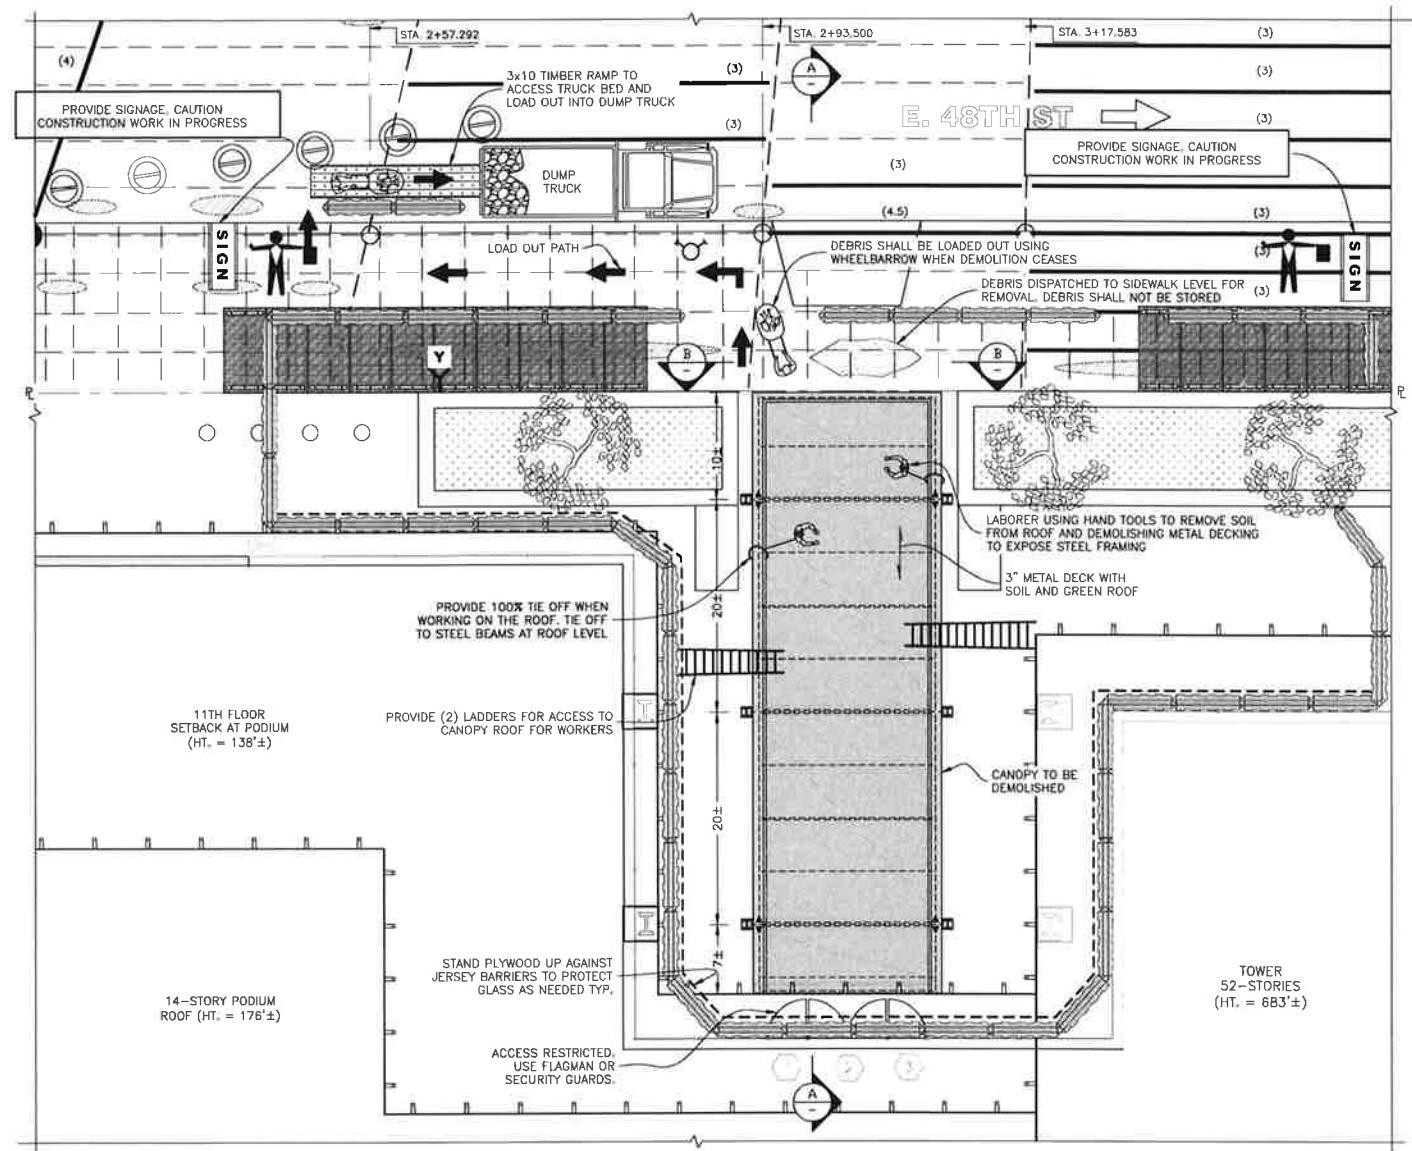 STA. 2+57.292
STA. 2+93.500
STA. 3+17.583
(3)
(4)
(3)
(3)
3x10 TIMBER RAMP TO
ACCESS TRUCK BED AND
LOAD OUT INTO DUMP TRUCK
A
(3)
PROVIDE SIGNAGE. CAUTION
CONSTRUCTION WORK IN PROGRESS
E. 48TH ST
(3)
(3)
PROVIDE SIGNAGE. CAUTION
CONSTRUCTION WORK IN PROGRESS
(3)
DUMP
TRUCK
(4.5)
(3)
SIGN
LOAD OUT PATH
DEBRIS SHALL BE LOADED OUT USING
WHEELBARROW WHEN DEMOLITION CEASES
(3)
SIGN
DEBRIS DISPATCHED TO SIDEWALK LEVEL FOR
REMOVAL. DEBRIS SHALL NOT BE STORED
(3)
Y
B
B
PL
PL
10±
LABORER USING HAND TOOLS TO REMOVE SOIL
FROM ROOF AND DEMOLISHING METAL DECKING
TO EXPOSE STEEL FRAMING
3" METAL DECK WITH
SOIL AND GREEN ROOF
PROVIDE 100% TIE OFF WHEN
WORKING ON THE ROOF. TIE OFF
TO STEEL BEAMS AT ROOF LEVEL
20±
11TH FLOOR
SETBACK AT PODIUM
(HT. = 138'±)
PROVIDE (2) LADDERS FOR ACCESS TO
CANOPY ROOF FOR WORKERS
CANOPY TO BE
DEMOLISHED
20±
STAND PLYWOOD UP AGAINST
JERSEY BARRIERS TO PROTECT
GLASS AS NEEDED TYP.
7±
TOWER
52-STORIES
(HT. = 683'±)
14-STORY PODIUM
ROOF (HT. = 176'±)
ACCESS RESTRICTED.
USE FLAGMAN OR
SECURITY GUARDS.
1
2
3
A